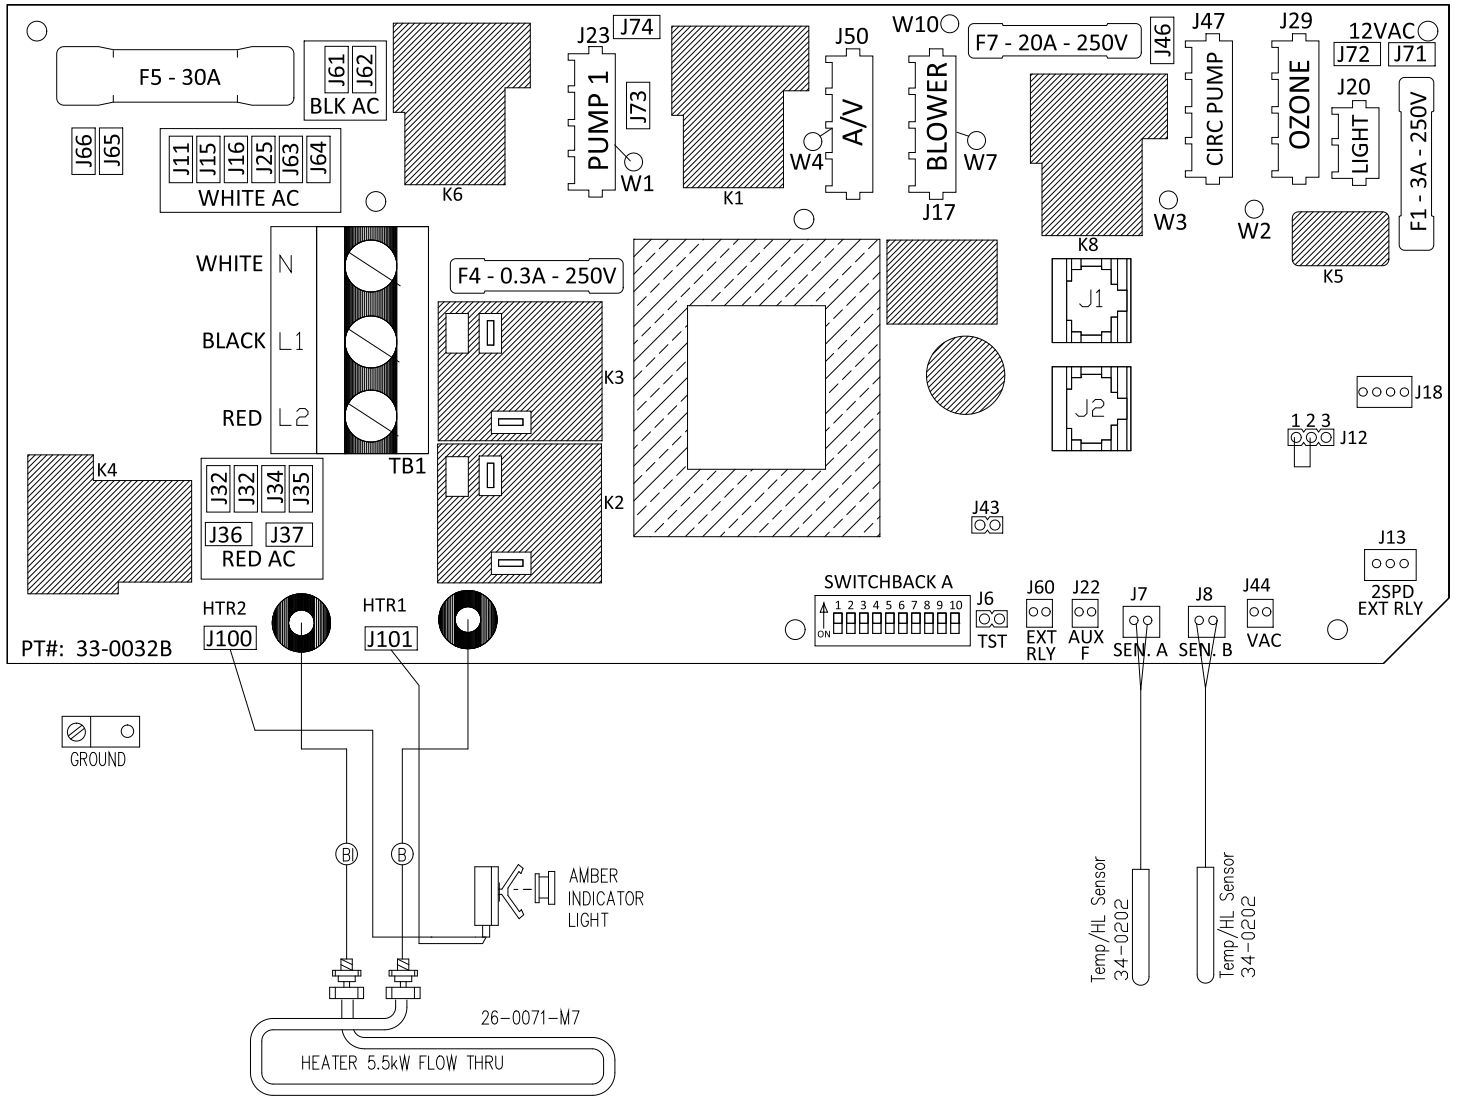 F5 - 30A
J66
J65
J61
J62
BLK AC
J11
J15
J16
J25
J63
J64
WHITE AC
K6
J23
J74
PUMP 1
J73
W1
K1
J50
A/V
W4
W10
BLOWER
W7
J17
F7 - 20A - 250V
J46
K8
J47
CIRC PUMP
W3
J29
OZONE
W2
12VAC
J72
J71
J20
LIGHT
F1 - 3A - 250V
K5
WHITE N
BLACK L1
RED L2
TB1
F4 - 0.3A - 250V
K3
K2
J1
J2
J18
1 2 3
J12
J43
J13
2SPD
EXT RLY
K4
J32
J32
J34
J35
J36
J37
RED AC
HTR2
J100
HTR1
J101
PT#: 33-0032B
SWITCHBACK A
1 2 3 4 5 6 7 8 9 10
ON
J6
TST
J60
EXT
RLY
J22
AUX
F
J7
SEN. A
J8
SEN. B
J44
VAC
GROUND
Bl
B
AMBER
INDICATOR
LIGHT
Temp/HL Sensor
34-0202
Temp/HL Sensor
34-0202
26-0071-M7
HEATER 5.5kW FLOW THRU